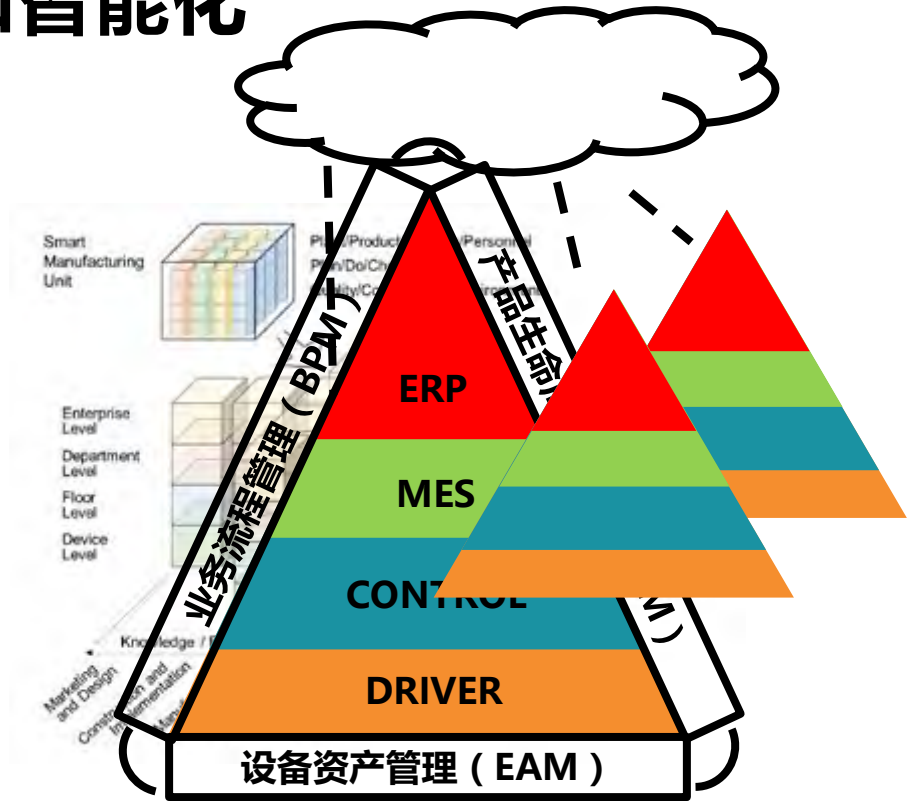 智能化
Smart
Manufacturing
Unit
Enterprise
Level
Department
Level
Floor
Level
Device
Level
业务流程管理（BPM）
产品生命
M）
ERP
MES
CONTROL
DRIVER
Knowledge /
Marketing
and Design
and
设备资产管理（EAM）